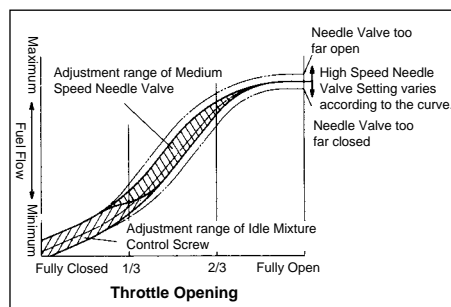 Needle Valve too
far open
High Speed Needle
Valve Setting varies
according to the curve.
Needle Valve too
far closed
Adjustment range of Medium
Speed Needle Valve
Maximum
Fuel Flow
Minimum
Adjustment range of Idle Mixture
Control Screw
Fully Closed
1/3
2/3
Fully Open
Throttle Opening